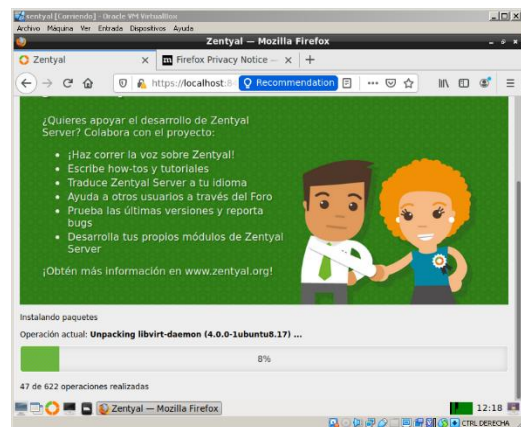 zentyal [Corriendo] - Oracle VM VirtualBox
Archivo Máquina Ver Entrada Dispositivos Ayuda
Zentyal — Mozilla Firefox
Zentyal
Firefox Privacy Notice —
https://localhost:84
Recommendation
¿Quieres apoyar el desarrollo de Zentyal
Server? Colabora con el proyecto:
¡Haz correr la voz sobre Zentyal!
Escribe how-tos y tutoriales
Traduce Zentyal Server a tu idioma
Ayuda a otros usuarios a través del Foro
Prueba las últimas versiones y reporta
bugs
Desarrolla tus propios módulos de Zentyal
Server
¡Obtén más información en www.zentyal.org!
Instalando paquetes
Operación actual: Unpacking libvirt-daemon (4.0.0-1ubuntu8.17) ...
8%
47 de 622 operaciones realizadas
Zentyal — Mozilla Firefox
12:18
CTRL DERECHA